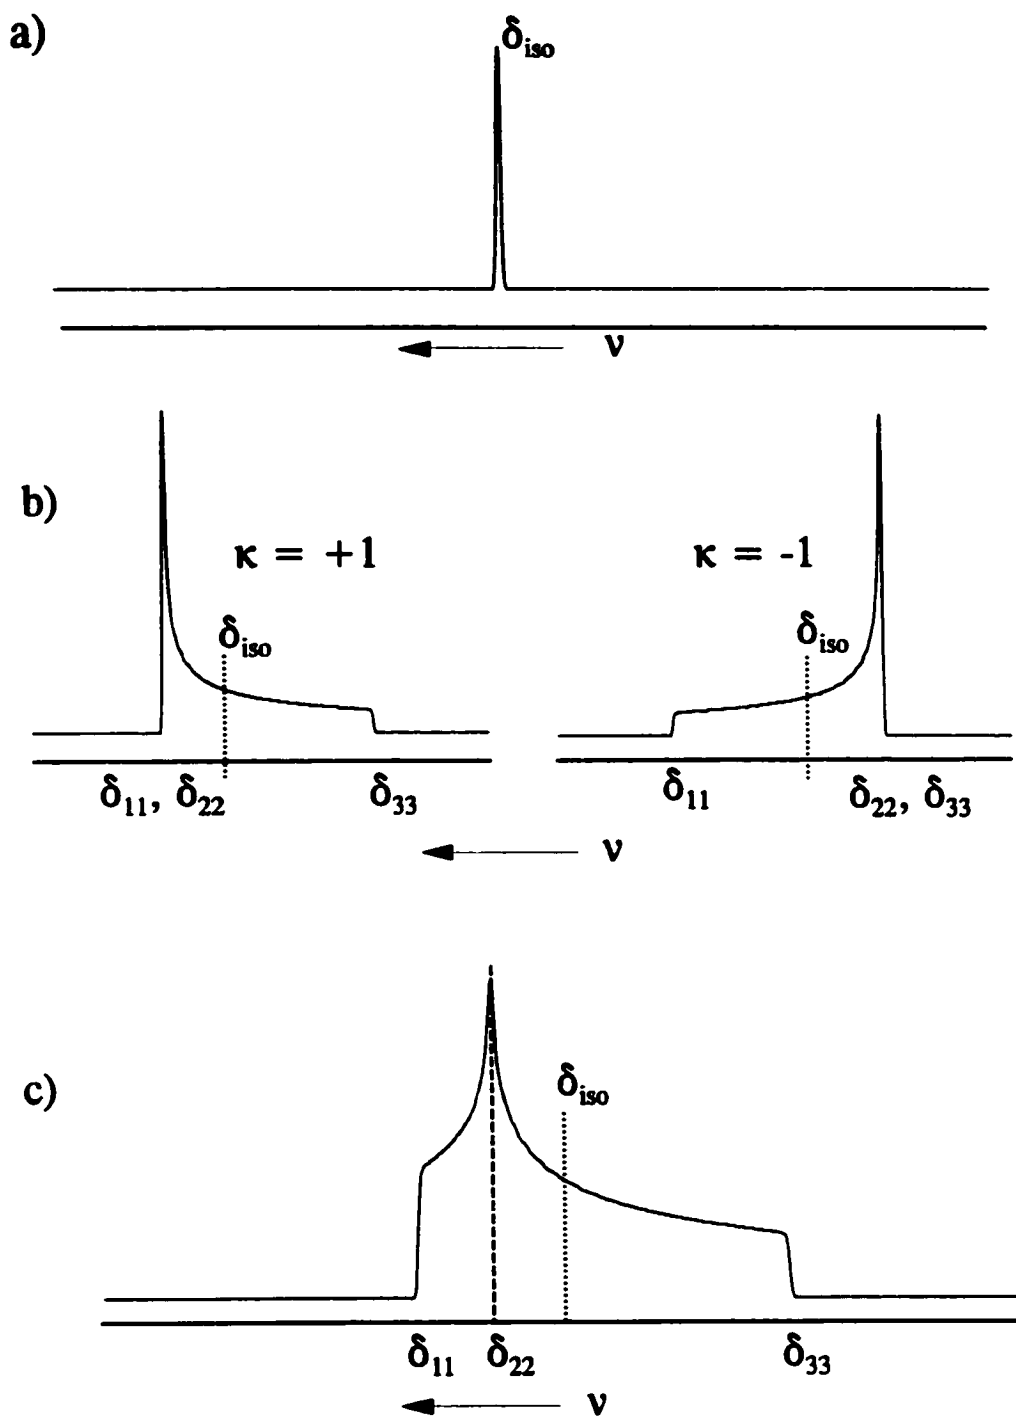 a)
δiso
ν
b)
κ = +1
κ = -1
δiso
δiso
δ11, δ22
δ33
δ11
δ22, δ33
ν
c)
δiso
δ11
δ22
δ33
ν